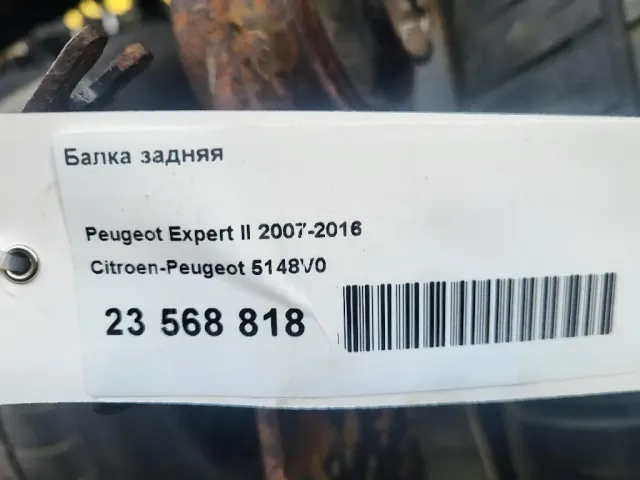 Балка задняя
Peugeot Expert II 2007-2016
Citroen-Peugeot 5148V0
23 568 818